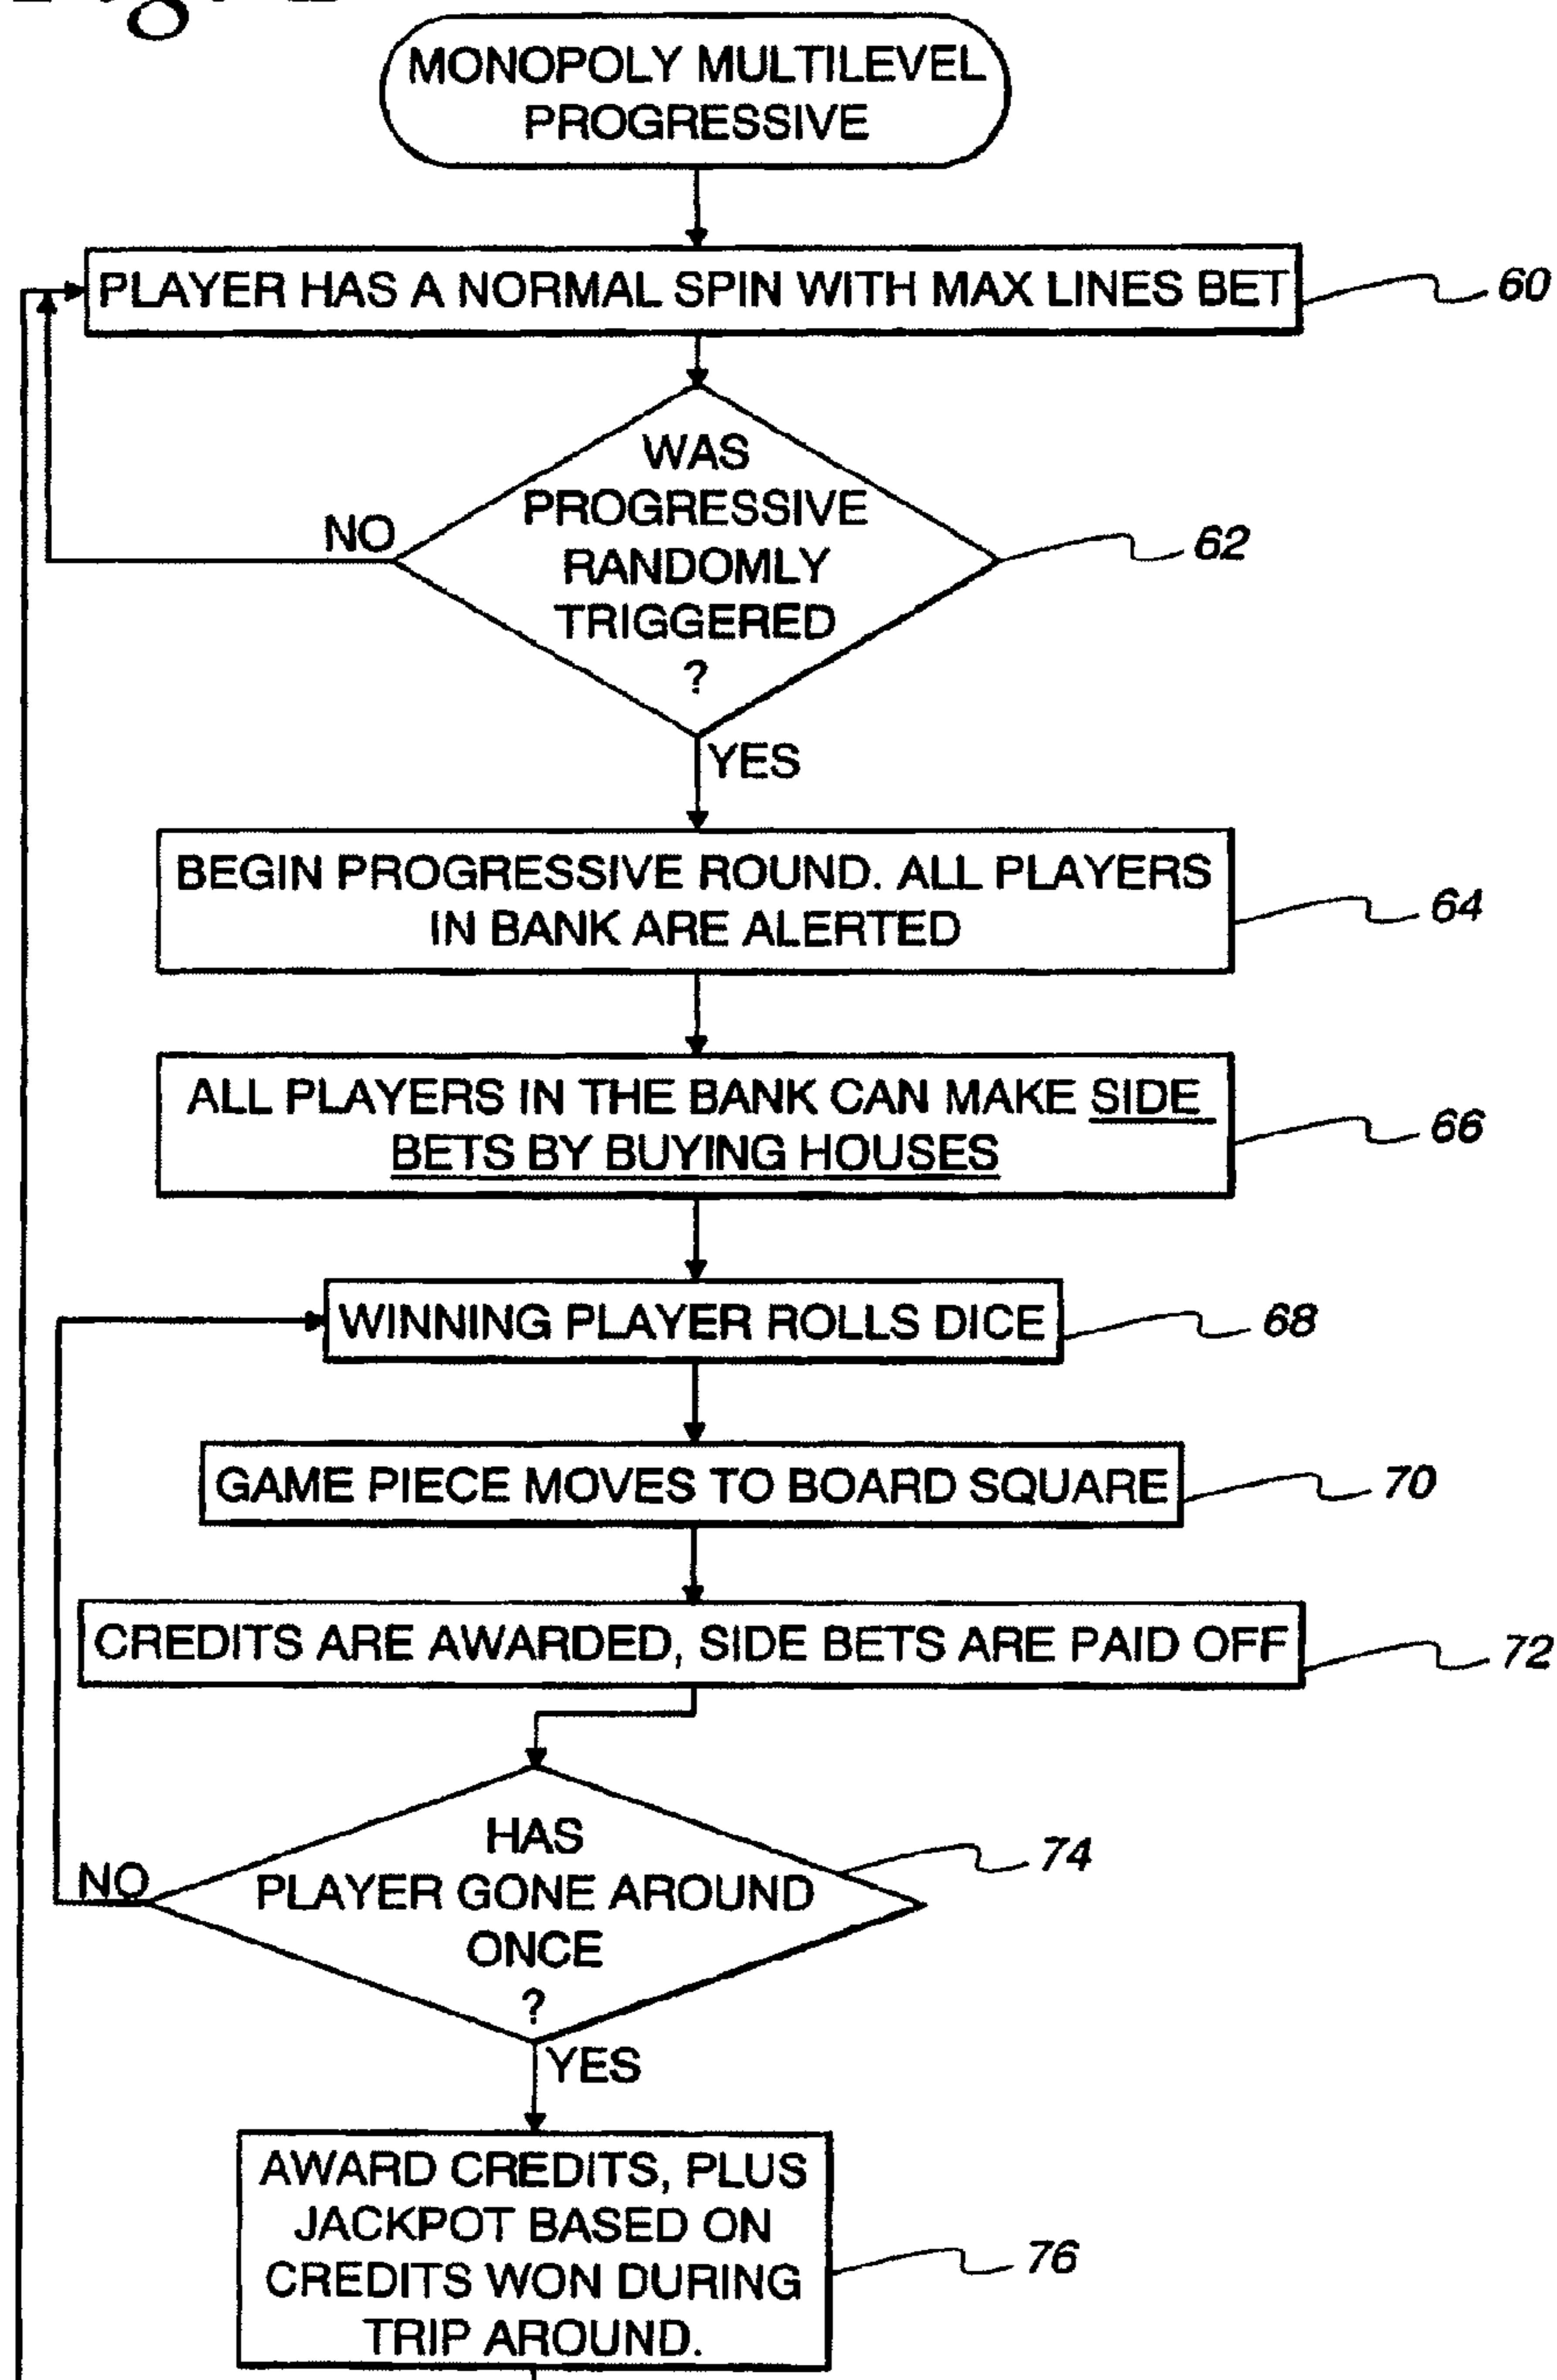 MONOPOLY MULTILEVEL
PROGRESSIVE
PLAYER HAS A NORMAL SPIN WITH MAX LINES BET
60
WAS
PROGRESSIVE
RANDOMLY
TRIGGERED
?
NO
62
YES
BEGIN PROGRESSIVE ROUND. ALL PLAYERS
IN BANK ARE ALERTED
64
ALL PLAYERS IN THE BANK CAN MAKE SIDE
BETS BY BUYING HOUSES
66
WINNING PLAYER ROLLS DICE
68
GAME PIECE MOVES TO BOARD SQUARE
70
CREDITS ARE AWARDED, SIDE BETS ARE PAID OFF
72
HAS
PLAYER GONE AROUND
ONCE
?
NO
74
YES
AWARD CREDITS, PLUS
JACKPOT BASED ON
CREDITS WON DURING
TRIP AROUND.
76